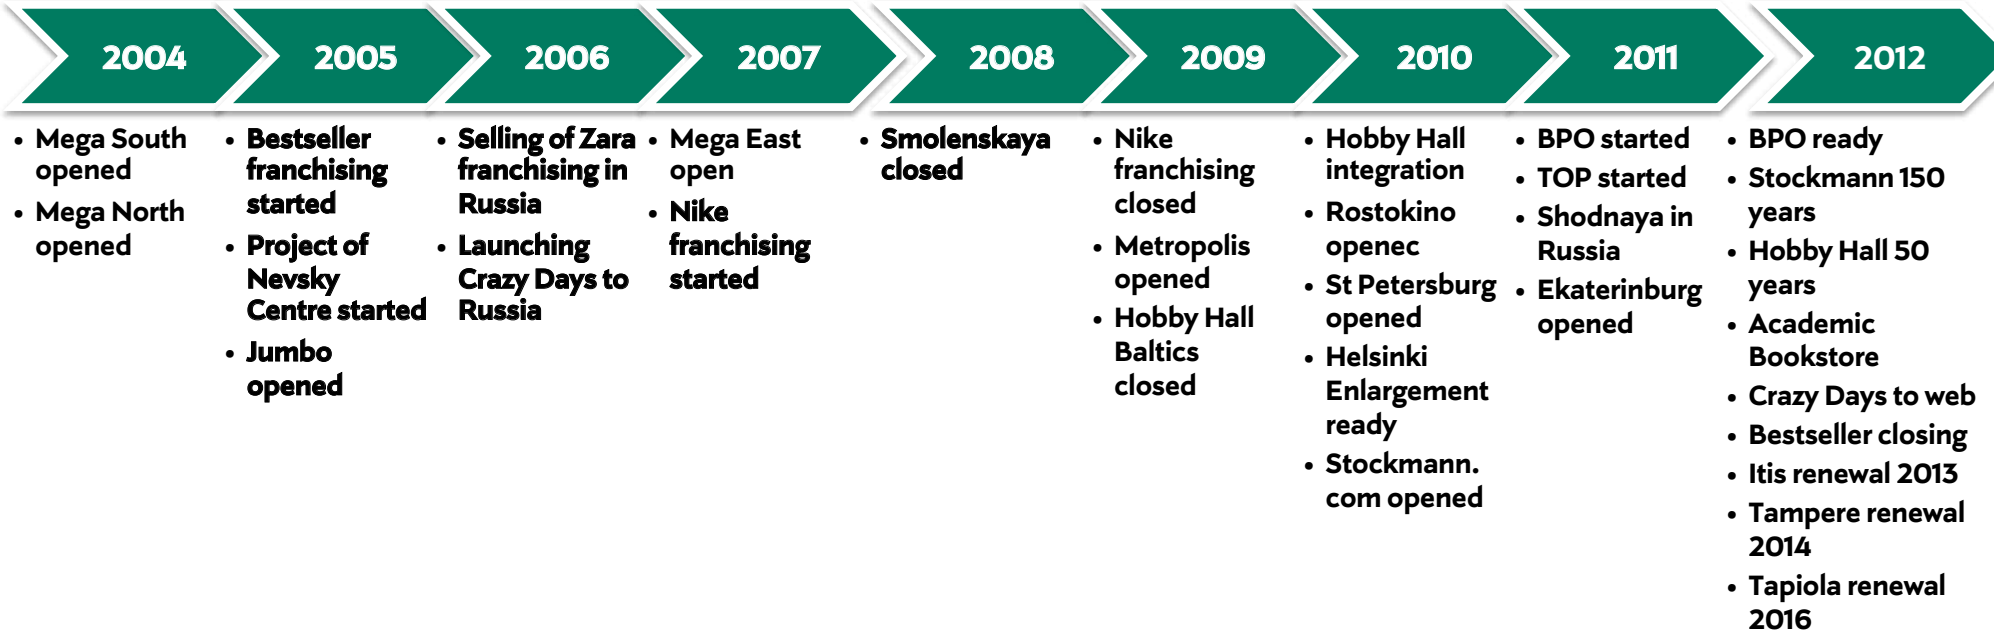 2004
2005
2006
2007
2008
2009
2010
2011
2012
• Mega South
opened
• Mega North
opened
• Bestseller
franchising
started
• Project of
Nevsky
Centre started
• Jumbo
opened
• Selling of Zara
franchising in
Russia
• Launching
Crazy Days to
Russia
• Mega East
open
• Nike
franchising
started
• Smolenskaya
closed
• Nike
franchising
closed
• Metropolis
opened
• Hobby Hall
Baltics
closed
• Hobby Hall
integration
• Rostokino
openec
• St Petersburg
opened
• Helsinki
Enlargement
ready
• Stockmann.
com opened
• BPO started
• TOP started
• Shodnaya in
Russia
• Ekaterinburg
opened
• BPO ready
• Stockmann 150
years
• Hobby Hall 50
years
• Academic
Bookstore
• Crazy Days to web
• Bestseller closing
• Itis renewal 2013
• Tampere renewal
2014
• Tapiola renewal
2016